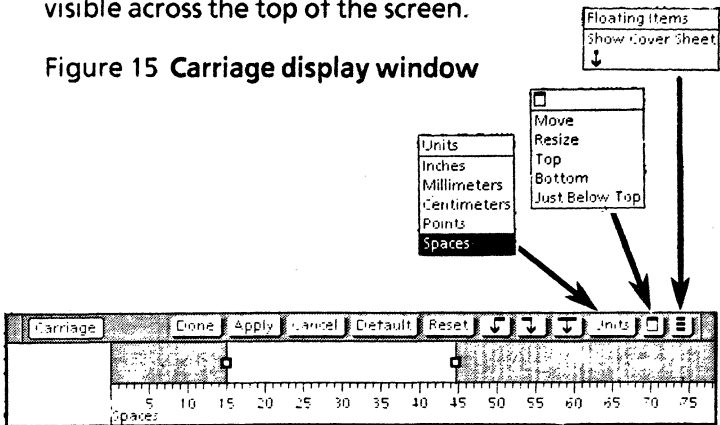 visible across the top of the screen.
Figure 15 Carriage display window
Floating Items
Show Cover Sheet
Move
Resize
Top
Bottom
Just Below Top
Units
Inches
Millimeters
Centimeters
Points
Spaces
Carriage Done Apply Cancel Default Reset Units
5 10 15 20 25 30 35 40 45 50 55 60 65 70 75
Spaces